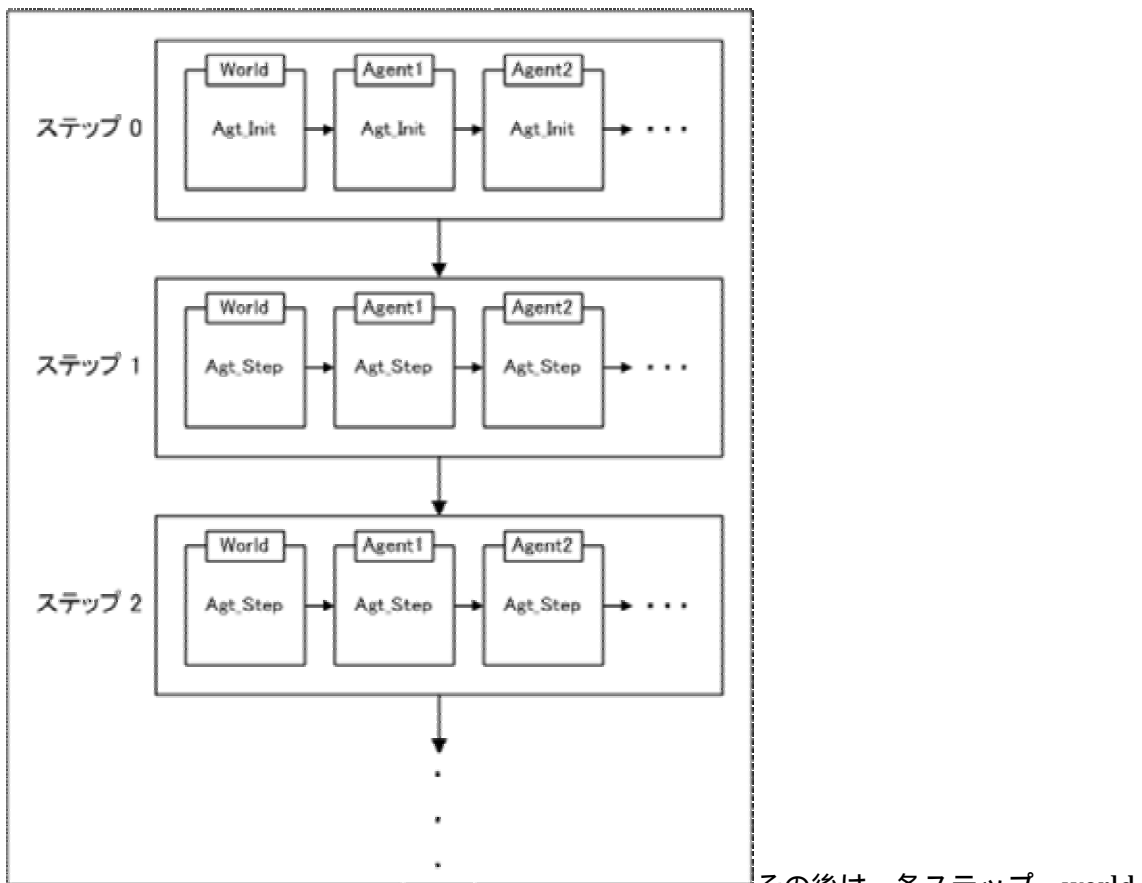 World Agent1 Agent2
ステップ 0 Agt_Init Agt_Init Agt_Init ・・・
World Agent1 Agent2
ステップ 1 Agt_Step Agt_Step Agt_Step ・・・
World Agent1 Agent2
ステップ 2 Agt_Step Agt_Step Agt_Step ・・・
・
・
・
その後は、各ステップ、world